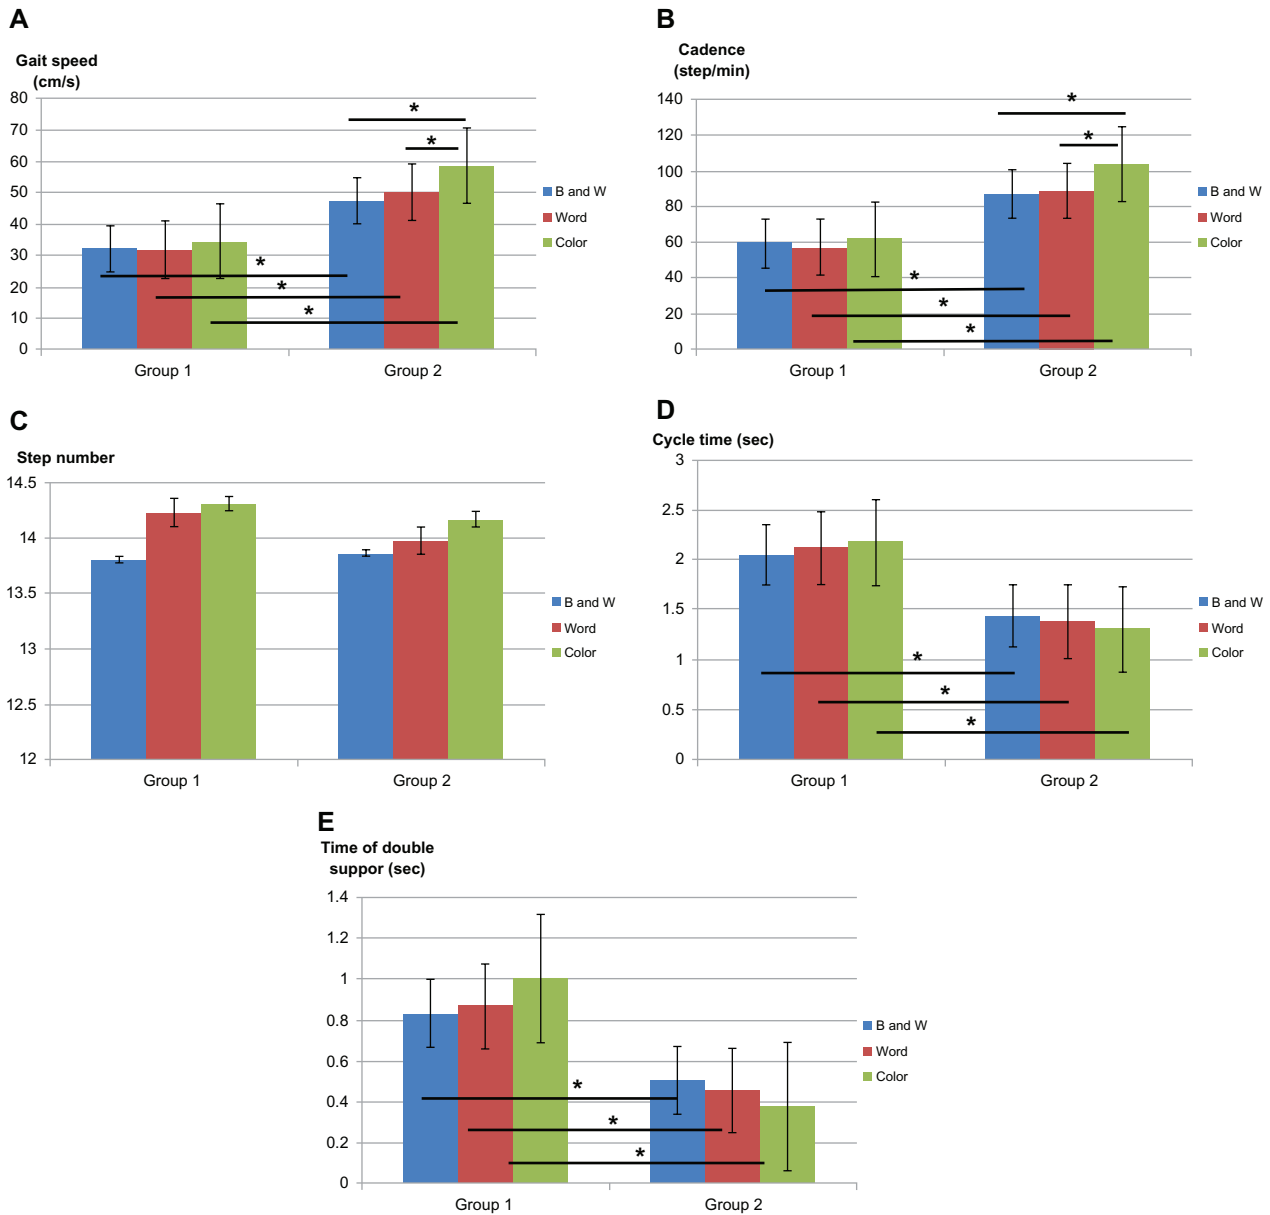 A
Gait speed
(cm/s)
80
70
60
50
40
30
20
10
0
*
*
*
*
*
Group 1
Group 2
B and W
Word
Color
B
Cadence
(step/min)
140
120
100
80
60
40
20
0
*
*
*
*
*
Group 1
Group 2
B and W
Word
Color
C
Step number
14.5
14
13.5
13
12.5
12
Group 1
Group 2
B and W
Word
Color
D
Cycle time (sec)
3
2.5
2
1.5
1
0.5
0
*
*
*
Group 1
Group 2
B and W
Word
Color
E
Time of double
suppor (sec)
1.4
1.2
1
0.8
0.6
0.4
0.2
0
*
*
*
Group 1
Group 2
B and W
Word
Color